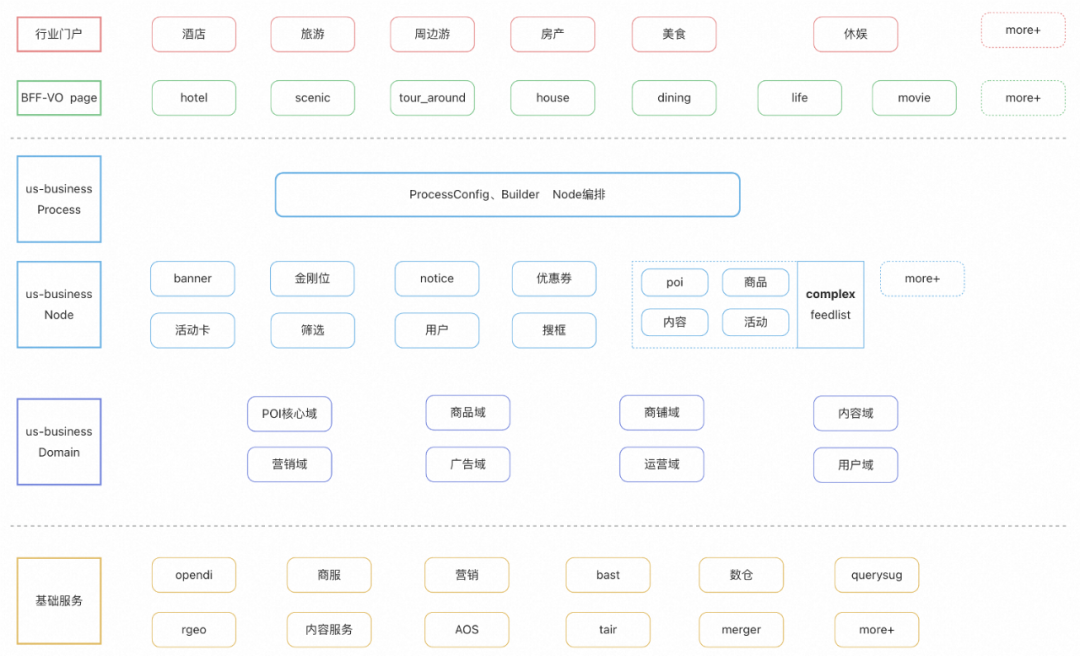 行业门户
酒店
旅游
周边游
房产
美食
休娱
more+
BFF-VO page
hotel
scenic
tour_around
house
dining
life
movie
more+
us-business
Process
ProcessConfig、Builder Node编排
us-business
Node
banner
金刚位
notice
优惠券
poi
商品
complex
feedlist
more+
活动卡
筛选
用户
搜框
内容
活动
us-business
Domain
POI核心域
商品域
商铺域
内容域
营销域
广告域
运营域
用户域
基础服务
opendi
商服
营销
bast
数仓
querysug
rgeo
内容服务
AOS
tair
merger
more+